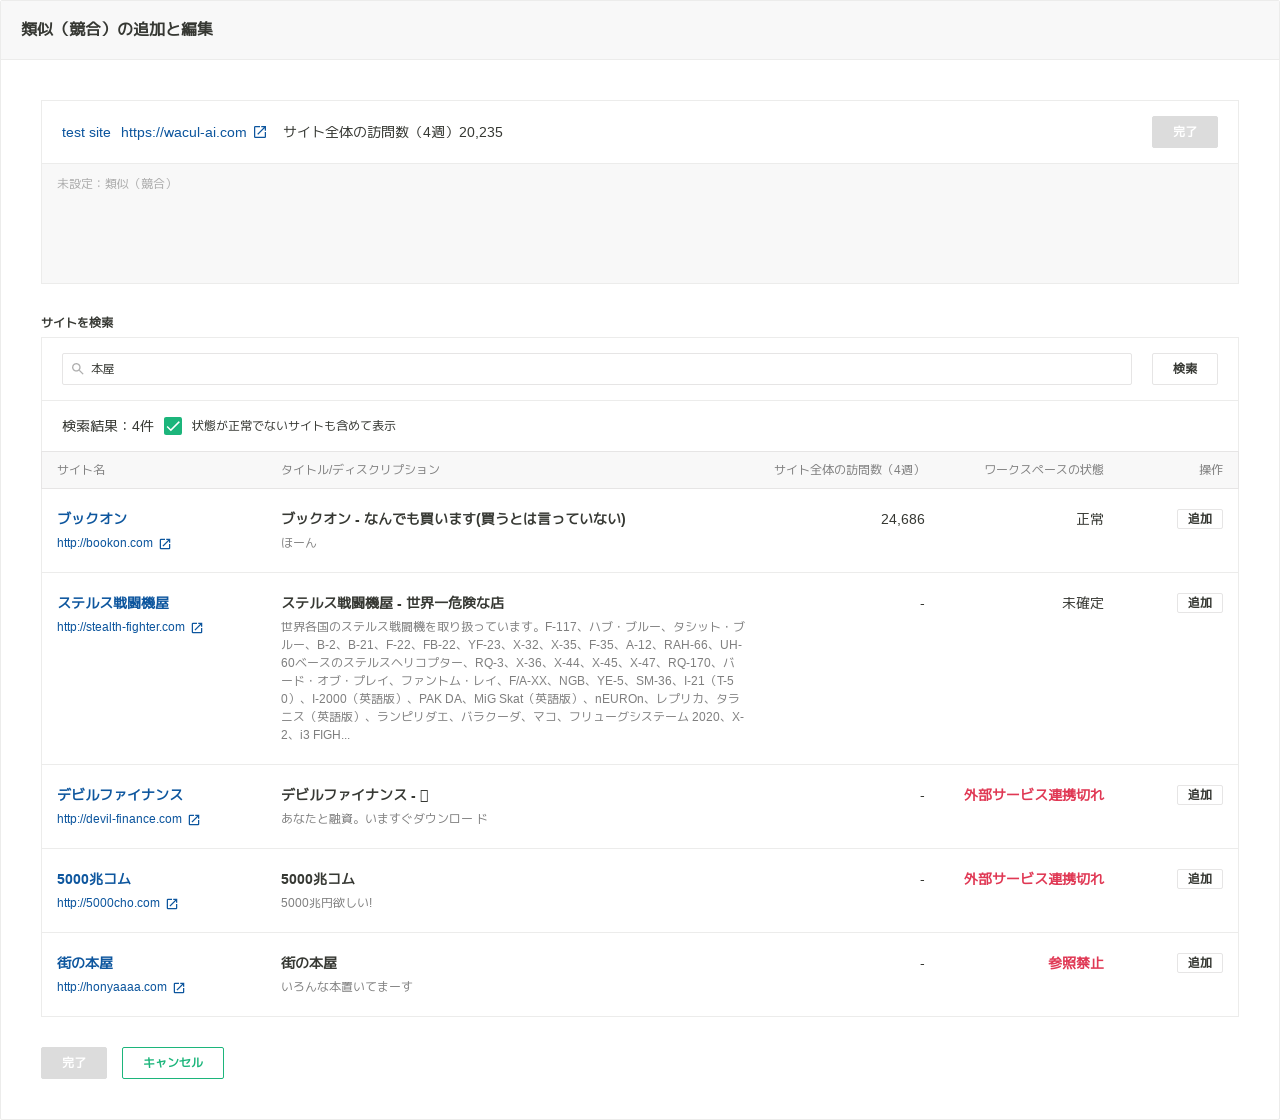 類似（競合）の追加と編集
test site https://wacul-ai.com サイト全体の訪問数（4週）20,235 完了
未設定：類似（競合）
サイトを検索
本屋 検索
検索結果：4件 状態が正常でないサイトも含めて表示
サイト名 タイトル/ディスクリプション サイト全体の訪問数（4週） ワークスペースの状態 操作
ブックオン ブックオン - なんでも買います(買うとは言っていない) 24,686 正常 追加
http://bookon.com ほーん
ステルス戦闘機屋 ステルス戦闘機屋 - 世界一危険な店 - 未確定 追加
http://stealth-fighter.com 世界各国のステルス戦闘機を取り扱っています。F-117、ハブ・ブルー、タシット・ブ
ルー、B-2、B-21、F-22、FB-22、YF-23、X-32、X-35、F-35、A-12、RAH-66、UH-
60ベースのステルスヘリコプター、RQ-3、X-36、X-44、X-45、X-47、RQ-170、バ
ード・オブ・プレイ、ファントム・レイ、F/A-XX、NGB、YE-5、SM-36、I-21（T-5
0）、I-2000（英語版）、PAK DA、MiG Skat（英語版）、nEUROn、レプリカ、タラ
ニス（英語版）、ランピリダエ、バラクーダ、マコ、フリューグシステーム 2020、X-
2、i3 FIGH...
デビルファイナンス デビルファイナンス - - 外部サービス連携切れ 追加
http://devil-finance.com あなたと融資。いますぐダウンロー ド
5000兆コム 5000兆コム - 外部サービス連携切れ 追加
http://5000cho.com 5000兆円欲しい!
街の本屋 街の本屋 - 参照禁止 追加
http://honyaaaa.com いろんな本置いてまーす
完了 キャンセル